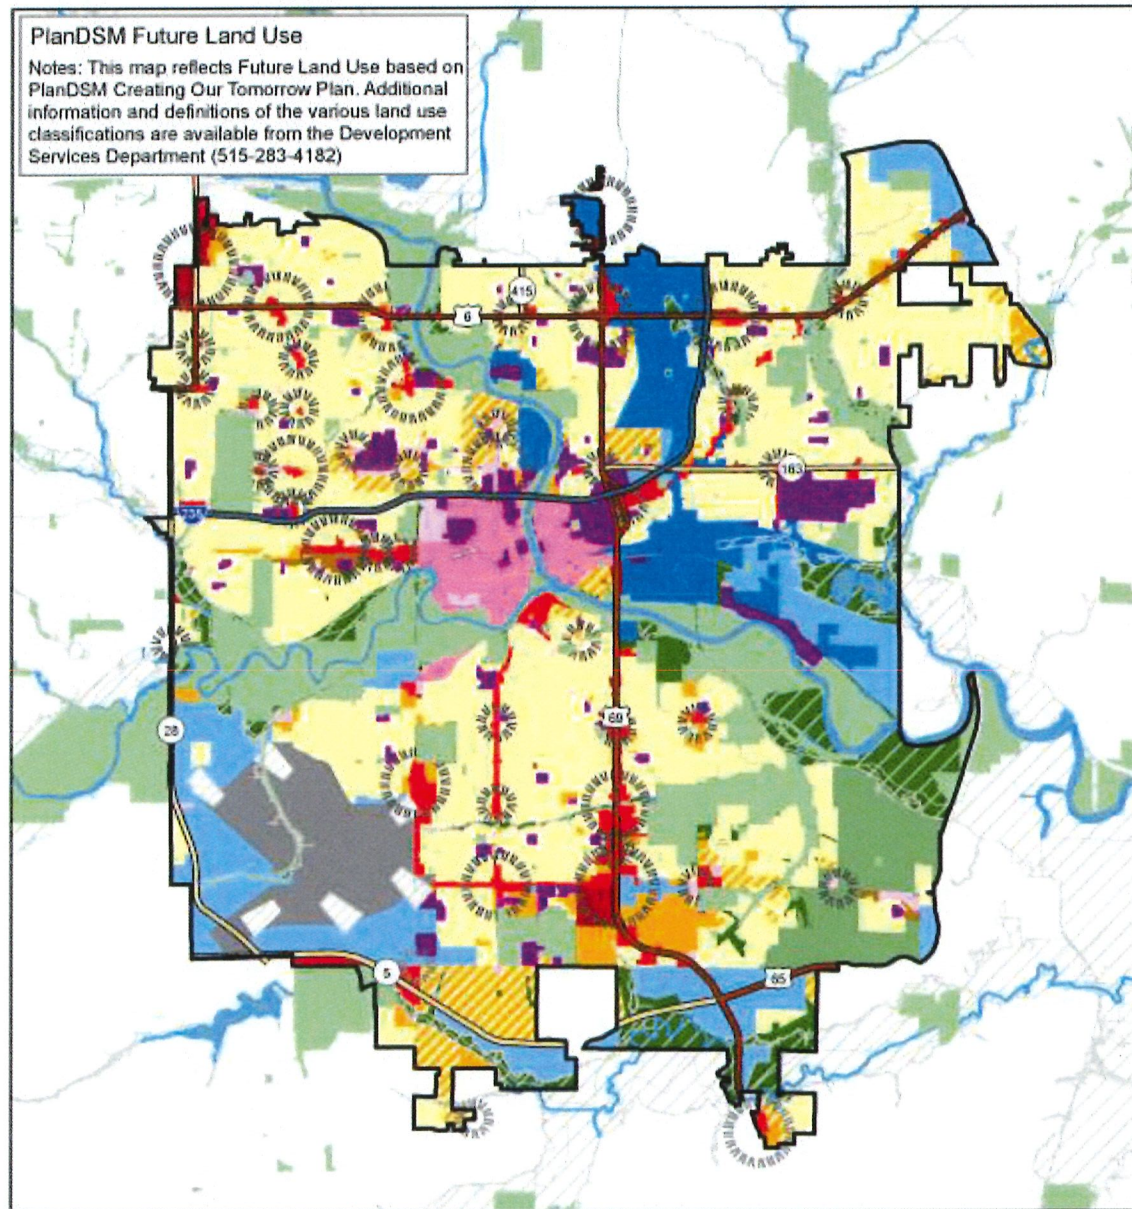 PlanDSM Future Land Use
Notes: This map reflects Future Land Use based on
PlanDSM Creating Our Tomorrow Plan. Additional
information and definitions of the various land use
classifications are available from the Development
Services Department (515-283-4182)
415
6
163
235
28
69
5
65